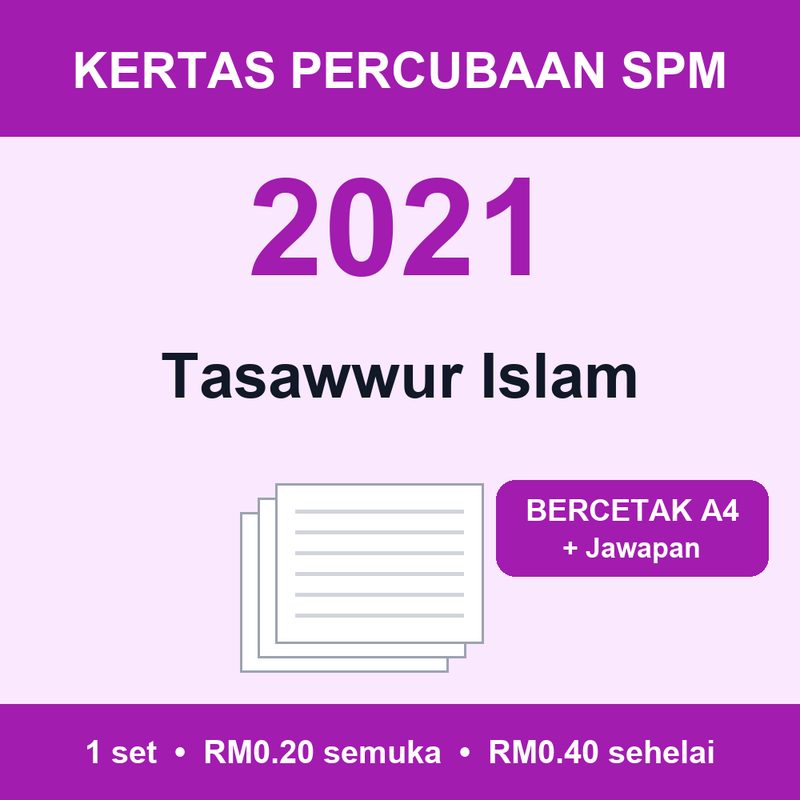 KERTAS PERCUBAAN SPM
2021
Tasawwur Islam
BERCETAK A4
+ Jawapan
1 set • RM0.20 semuka • RM0.40 sehelai